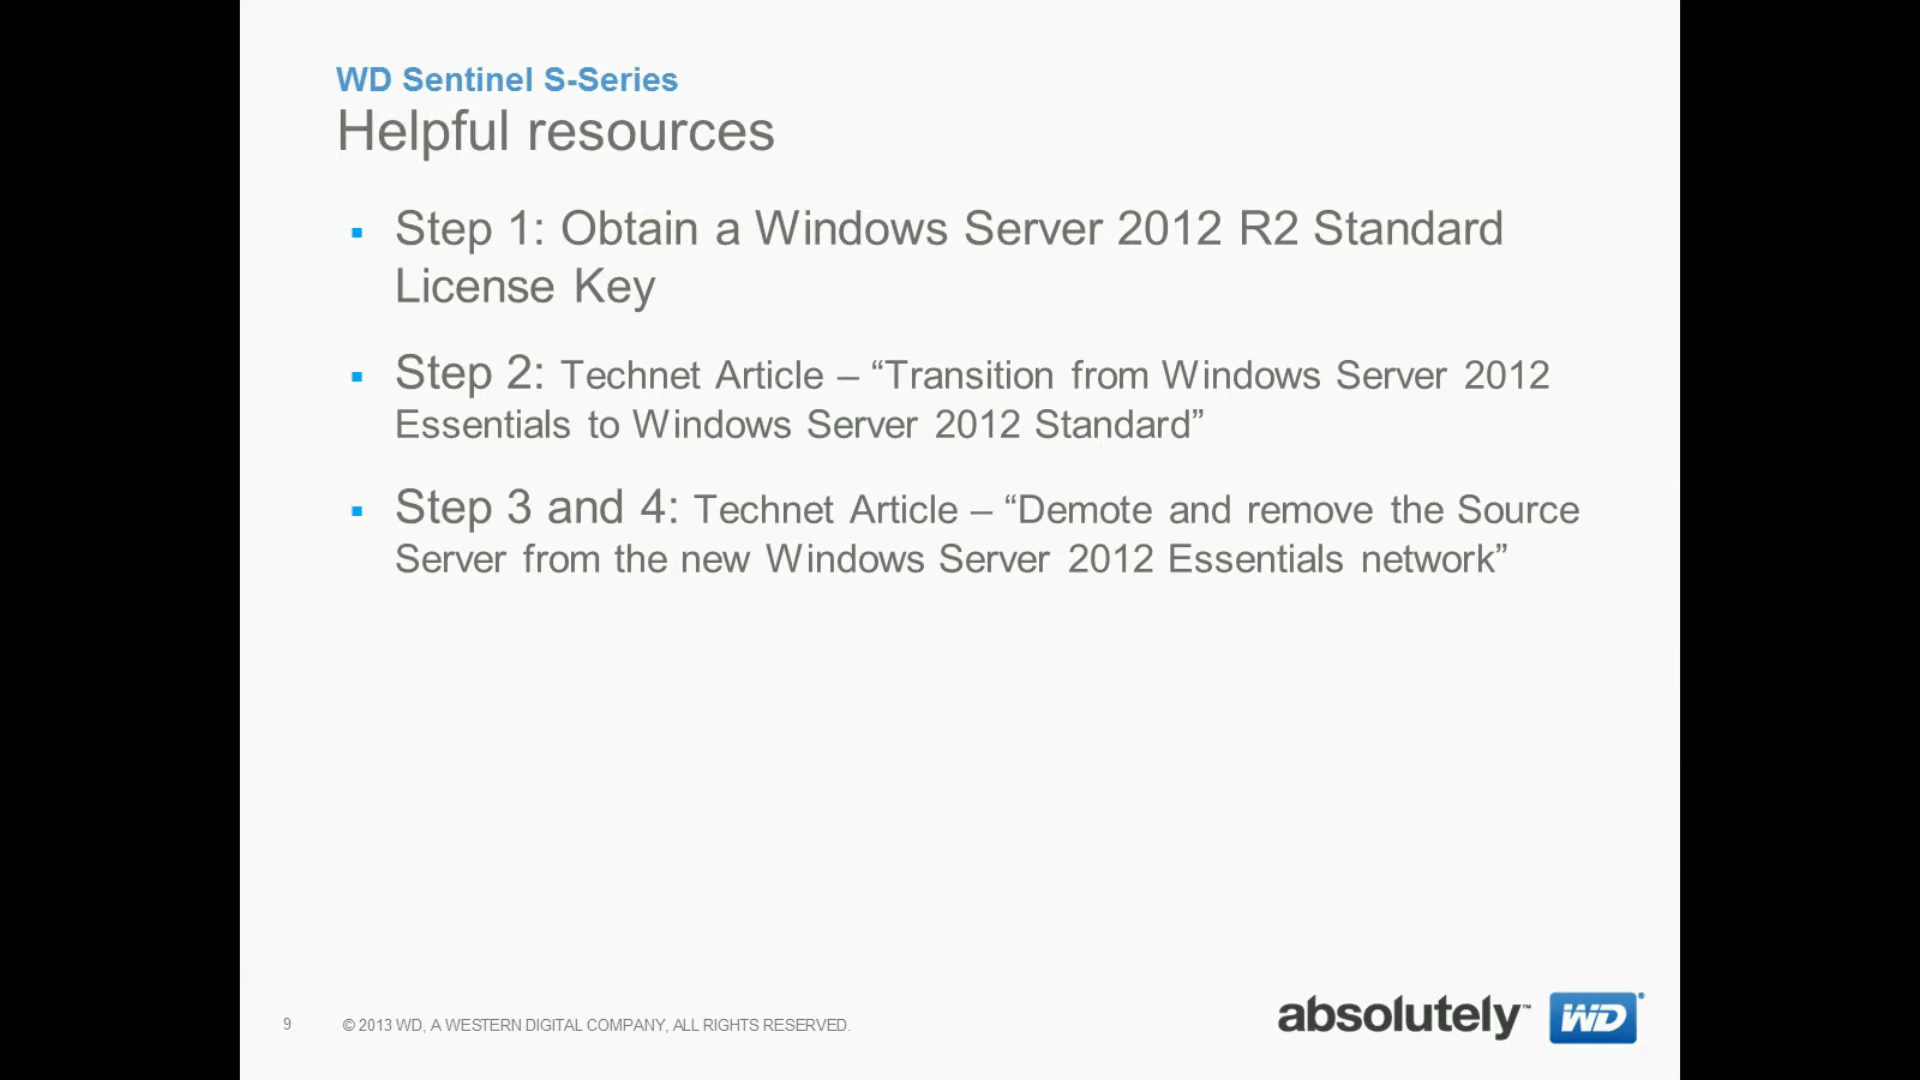 WD Sentinel S-Series
Helpful resources
▪ Step 1: Obtain a Windows Server 2012 R2 Standard
License Key
▪ Step 2: Technet Article – “Transition from Windows Server 2012
Essentials to Windows Server 2012 Standard”
▪ Step 3 and 4: Technet Article – “Demote and remove the Source
Server from the new Windows Server 2012 Essentials network”
9 © 2013 WD, A WESTERN DIGITAL COMPANY, ALL RIGHTS RESERVED.
absolutely™ WD